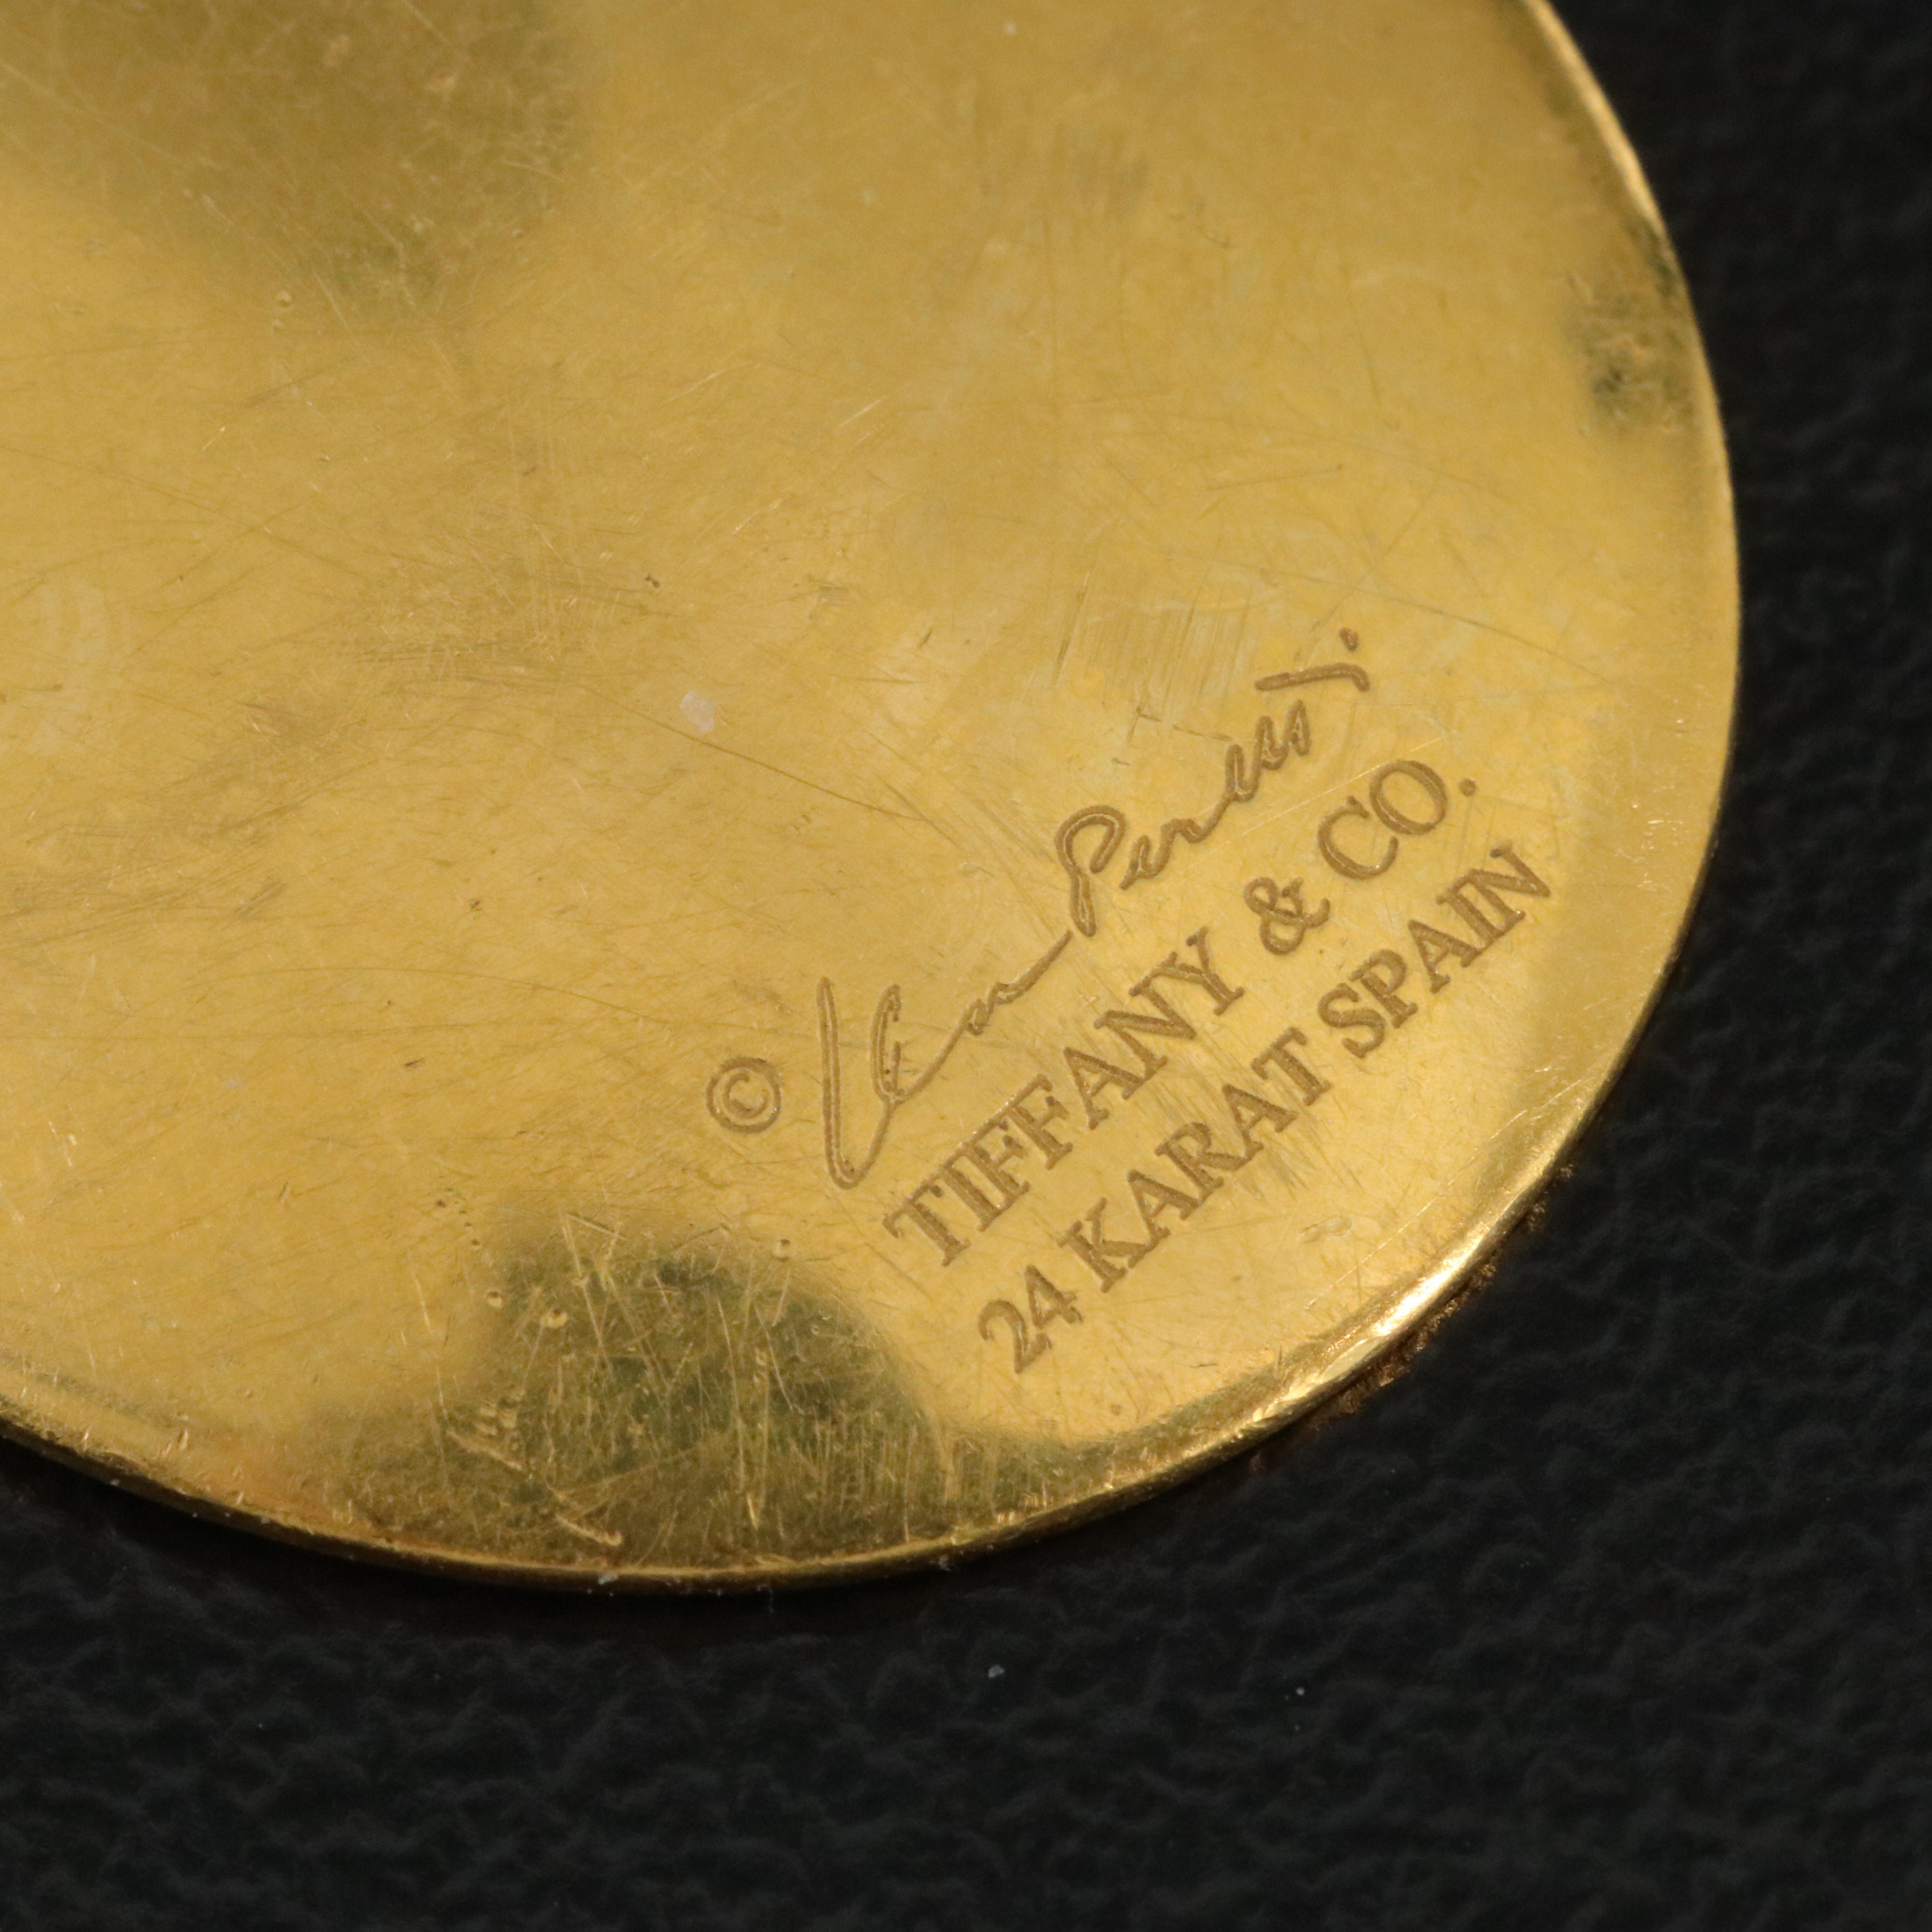 © Elsa Peretti.
TIFFANY & CO.
24 KARAT SPAIN